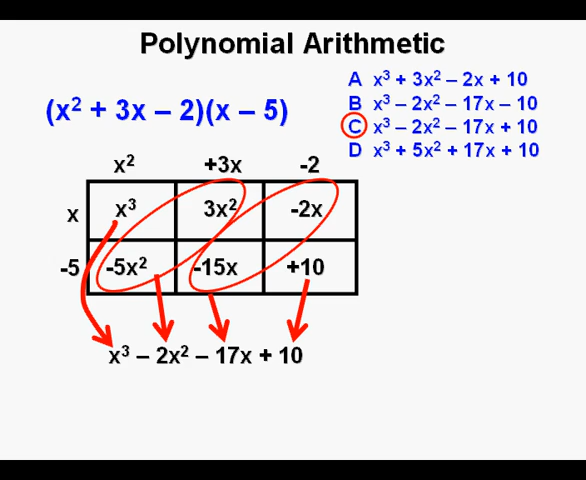 Polynomial Arithmetic
(x² + 3x – 2)(x – 5)
A x³ + 3x² – 2x + 10
B x³ – 2x² – 17x – 10
C x³ – 2x² – 17x + 10
D x³ + 5x² + 17x + 10
x² +3x -2
x x³ 3x² -2x
-5 -5x² -15x +10
x³ – 2x² – 17x + 10